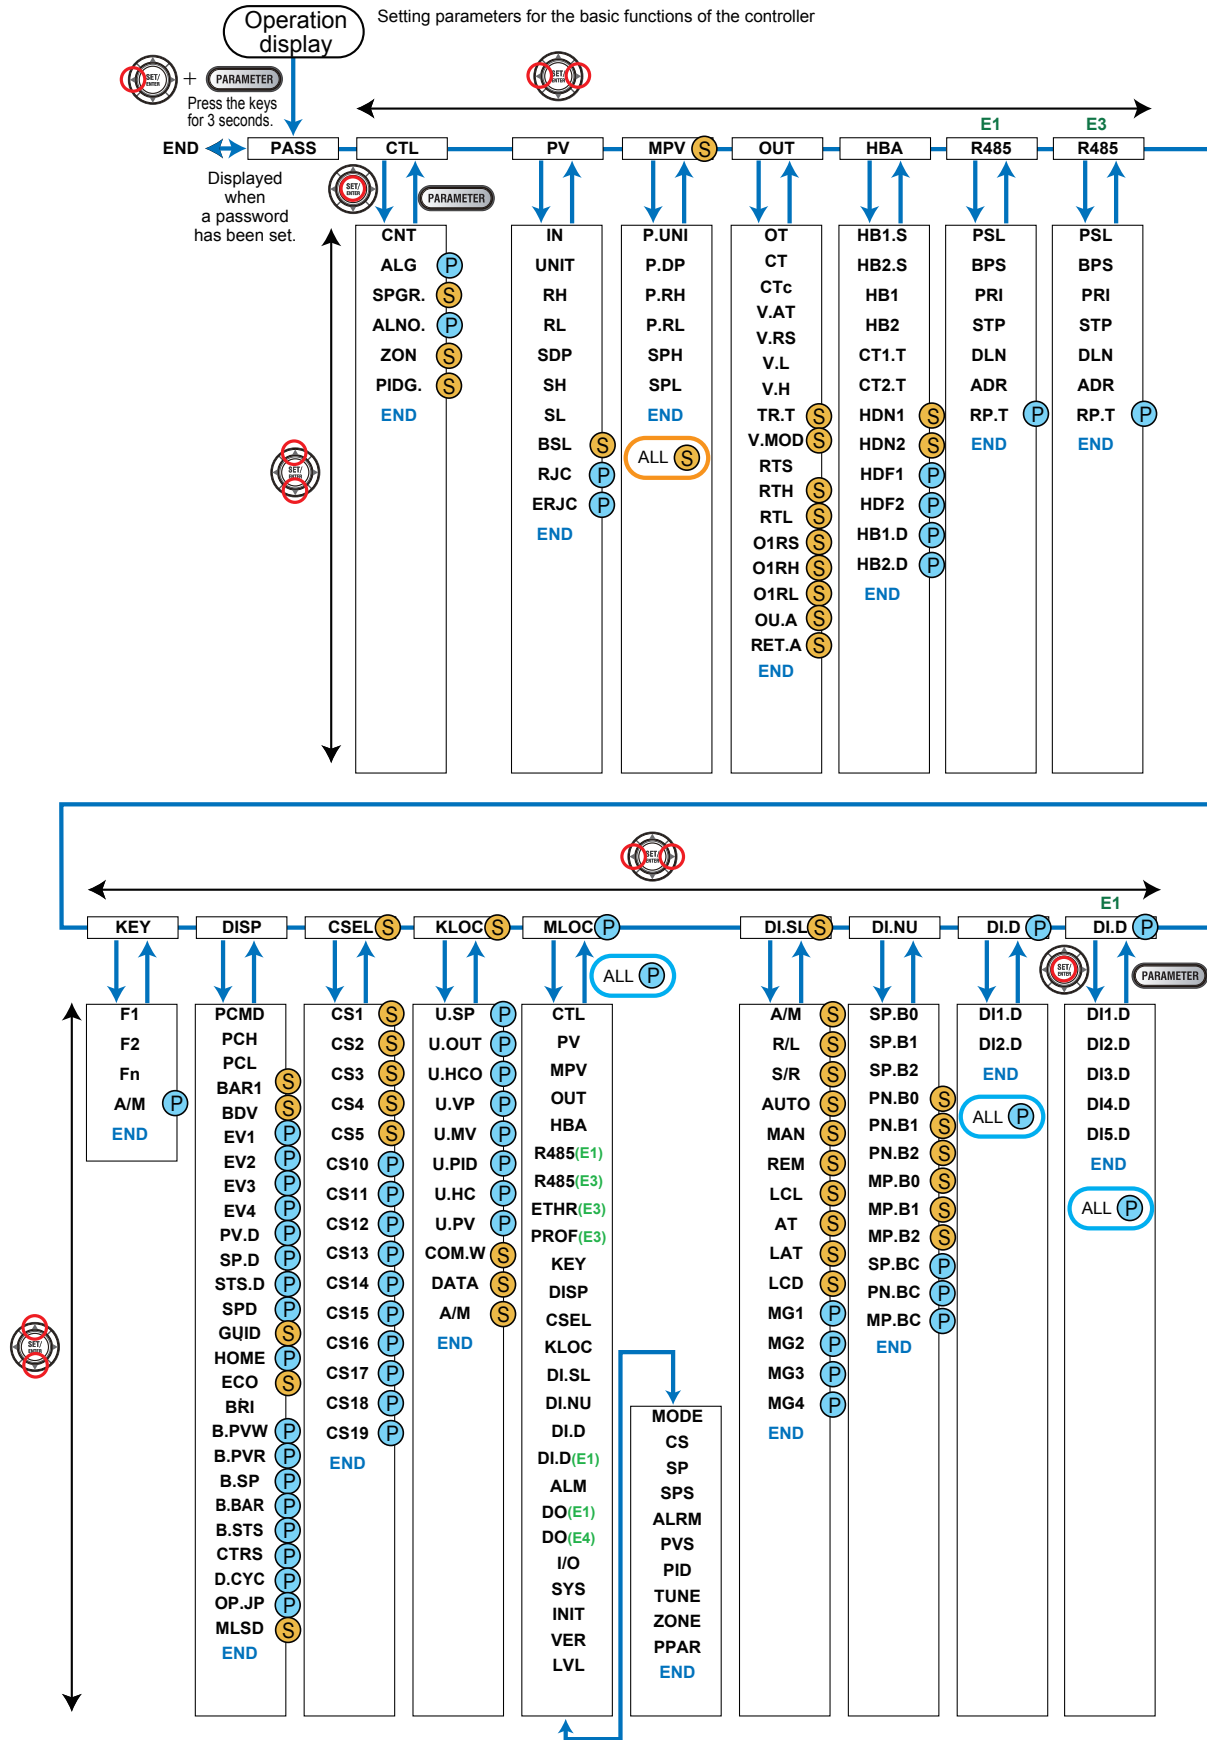 Operation
display
Setting parameters for the basic functions of the controller
SET/
ENTER
+
PARAMETER
SET/
ENTER
Press the keys
for 3 seconds.
E1
E3
END
PASS
CTL
PV
MPV S
OUT
HBA
R485
R485
Displayed
when
a password
has been set.
SET/
ENTER
PARAMETER
CNT
ALG P
SPGR. S
ALNO. P
ZON S
PIDG. S
END
IN
UNIT
RH
RL
SDP
SH
SL
BSL S
RJC P
ERJC P
END
P.UNI
P.DP
P.RH
P.RL
SPH
SPL
END
ALL S
OT
CT
CTc
V.AT
V.RS
V.L
V.H
TR.T S
V.MOD S
RTS
RTH S
RTL S
O1RS S
O1RH S
O1RL S
OU.A S
RET.A S
END
HB1.S
HB2.S
HB1
HB2
CT1.T
CT2.T
HDN1 S
HDN2 S
HDF1 P
HDF2 P
HB1.D P
HB2.D P
END
PSL
BPS
PRI
STP
DLN
ADR
RP.T P
END
PSL
BPS
PRI
STP
DLN
ADR
RP.T P
END
SET/
ENTER
SET/
ENTER
E1
KEY
DISP
CSEL S
KLOC S
MLOC P
DI.SL S
DI.NU
DI.D P
DI.D P
ALL P
SET/
ENTER
PARAMETER
F1
F2
Fn
A/M P
END
PCMD
PCH
PCL
BAR1 S
BDV S
EV1 P
EV2 P
EV3 P
EV4 P
PV.D P
SP.D P
STS.D P
SPD P
GUID S
HOME P
ECO S
BRI
B.PVW P
B.PVR P
B.SP P
B.BAR P
B.STS P
CTRS P
D.CYC P
OP.JP P
MLSD S
END
CS1 S
CS2 S
CS3 S
CS4 S
CS5 S
CS10 P
CS11 P
CS12 P
CS13 P
CS14 P
CS15 P
CS16 P
CS17 P
CS18 P
CS19 P
END
U.SP P
U.OUT P
U.HCO P
U.VP P
U.MV P
U.PID P
U.HC P
U.PV P
COM.W S
DATA S
A/M S
END
CTL
PV
MPV
OUT
HBA
R485(E1)
R485(E3)
ETHR(E3)
PROF(E3)
KEY
DISP
CSEL
KLOC
DI.SL
DI.NU
DI.D
DI.D(E1)
ALM
DO(E1)
DO(E4)
I/O
SYS
INIT
VER
LVL
MODE
CS
SP
SPS
ALRM
PVS
PID
TUNE
ZONE
PPAR
END
A/M S
R/L S
S/R S
AUTO S
MAN S
REM S
LCL S
AT S
LAT S
LCD S
MG1 P
MG2 P
MG3 P
MG4 P
END
SP.B0
SP.B1
SP.B2
PN.B0 S
PN.B1 S
PN.B2 S
MP.B0 S
MP.B1 S
MP.B2 S
SP.BC P
PN.BC P
MP.BC P
END
DI1.D
DI2.D
END
ALL P
DI1.D
DI2.D
DI3.D
DI4.D
DI5.D
END
ALL P
SET/
ENTER